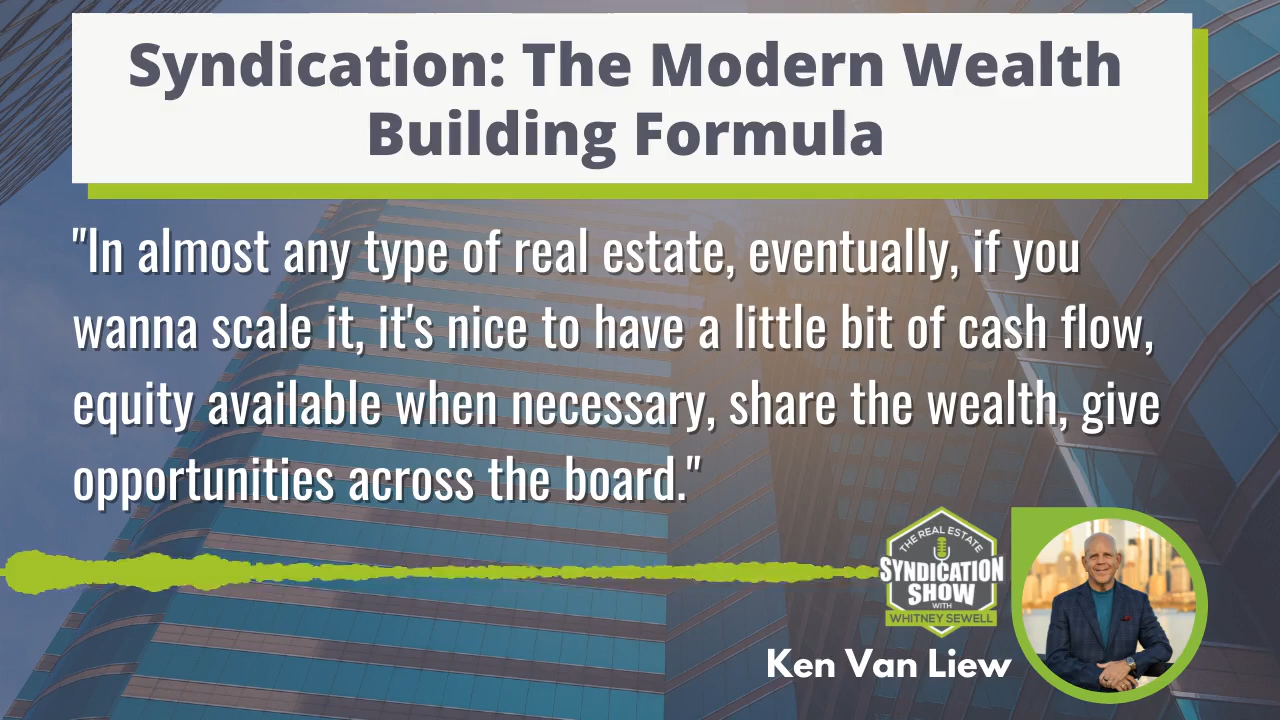 Syndication: The Modern Wealth
Building Formula
"In almost any type of real estate, eventually, if you
wanna scale it, it's nice to have a little bit of cash flow,
equity available when necessary, share the wealth, give
opportunities across the board."
THE REAL ESTATE
SYNDICATION
SHOW
WITH
WHITNEY SEWELL
Ken Van Liew